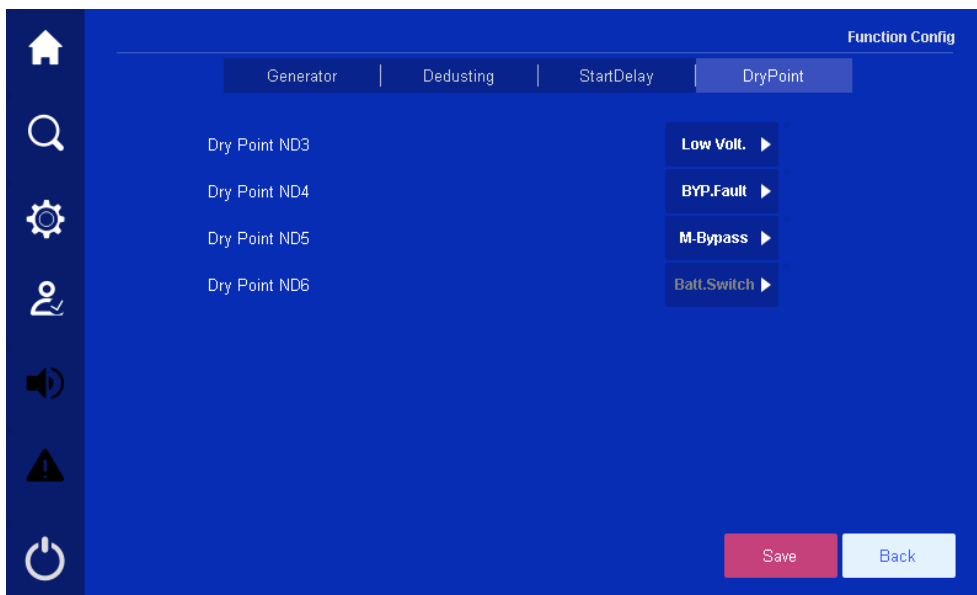 Function Config
Generator | Dedusting | StartDelay | DryPoint
Dry Point ND3 Low Volt.
Dry Point ND4 BYP.Fault
Dry Point ND5 M-Bypass
Dry Point ND6 Batt.Switch
Save Back